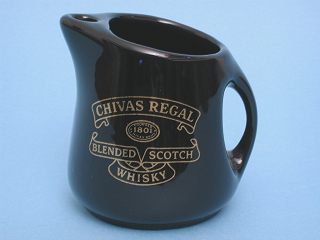 CHIVAS REGAL
1801
BLENDED SCOTCH
WHISKY